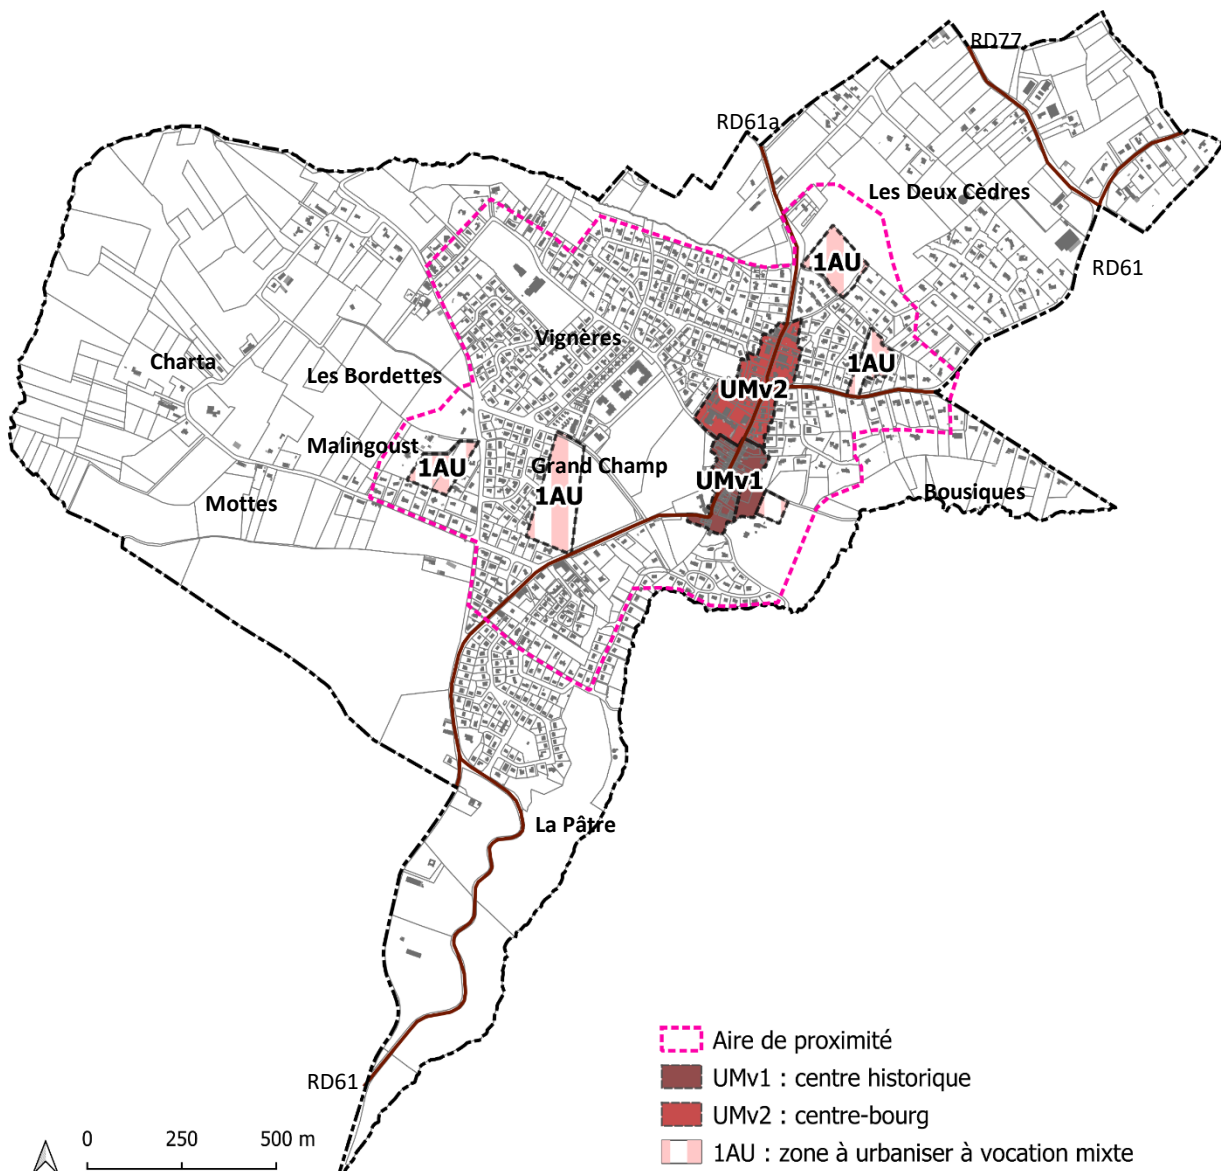 RD77
RD61a
Les Deux Cèdres
1AU
RD61
Vignères
Charta
Les Bordettes
1AU
UMv2
Malingoust
1AU
Grand Champ
1AU
UMv1
Mottes
Bousiques
La Pâtre
RD61
0 250 500 m
Aire de proximité
UMv1 : centre historique
UMv2 : centre-bourg
1AU : zone à urbaniser à vocation mixte